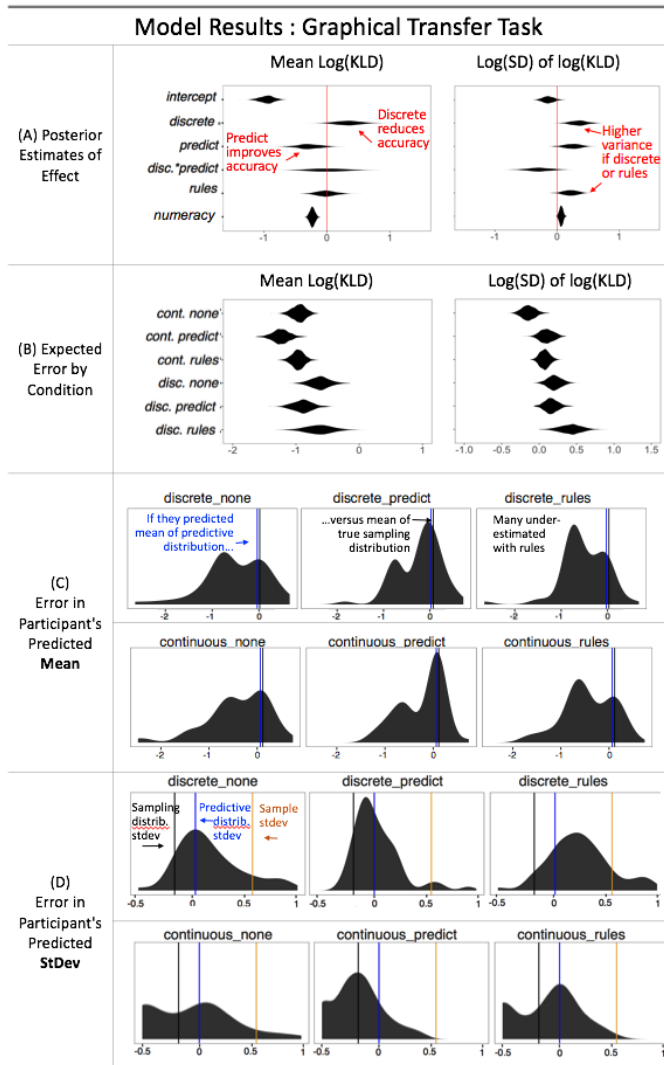 Model Results : Graphical Transfer Task
(A) Posterior
Estimates of
Effect
Mean Log(KLD)
Log(SD) of log(KLD)
intercept
discrete
predict
disc.*predict
rules
numeracy
Predict
improves
accuracy
Discrete
reduces
accuracy
Higher
variance
if discrete
or rules
-1 0 1
-1 0 1
(B) Expected
Error by
Condition
Mean Log(KLD)
Log(SD) of log(KLD)
cont. none
cont. predict
cont. rules
disc. none
disc. predict
disc. rules
-2 -1 0 1
-1.0 -0.5 0.0 0.5 1.0 1.5
(C)
Error in
Participant's
Predicted
Mean
discrete_none
discrete_predict
discrete_rules
If they predicted
mean of predictive
distribution...
...versus mean of
true sampling
distribution
Many under-
estimated
with rules
-2 -1 0
-2 -1 0
-2 -1 0
continuous_none
continuous_predict
continuous_rules
-2 -1 0
-2 -1 0
-2 -1 0
(D)
Error in
Participant's
Predicted
StDev
discrete_none
discrete_predict
discrete_rules
Sampling
distrib.
stdev
Predictive
distrib.
stdev
Sample
stdev
-0.5 0 0.5 1
-0.5 0 0.5 1
-0.5 0 0.5 1
continuous_none
continuous_predict
continuous_rules
-0.5 0 0.5 1
-0.5 0 0.5 1
-0.5 0 0.5 1